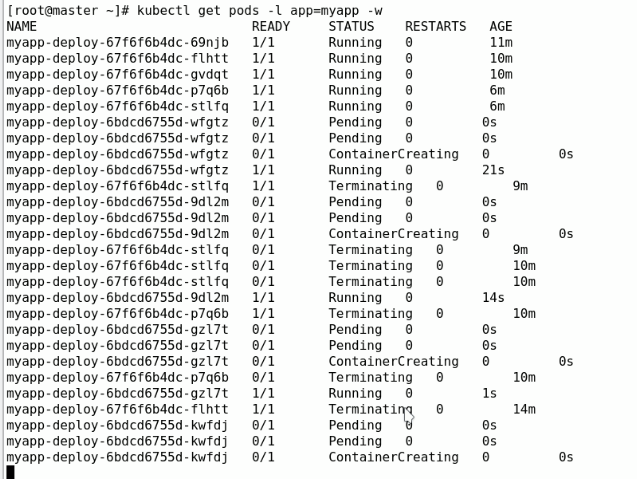 [root@master ~]# kubectl get pods -l app=myapp -w
NAME READY STATUS RESTARTS AGE
myapp-deploy-67f6f6b4dc-69njb 1/1 Running 0 11m
myapp-deploy-67f6f6b4dc-flhtt 1/1 Running 0 10m
myapp-deploy-67f6f6b4dc-gvdqt 1/1 Running 0 10m
myapp-deploy-67f6f6b4dc-p7q6b 1/1 Running 0 6m
myapp-deploy-67f6f6b4dc-stlfq 1/1 Running 0 6m
myapp-deploy-6bdcd6755d-wfgtz 0/1 Pending 0 0s
myapp-deploy-6bdcd6755d-wfgtz 0/1 Pending 0 0s
myapp-deploy-6bdcd6755d-wfgtz 0/1 ContainerCreating 0 0s
myapp-deploy-6bdcd6755d-wfgtz 1/1 Running 0 21s
myapp-deploy-67f6f6b4dc-stlfq 1/1 Terminating 0 9m
myapp-deploy-6bdcd6755d-9dl2m 0/1 Pending 0 0s
myapp-deploy-6bdcd6755d-9dl2m 0/1 Pending 0 0s
myapp-deploy-6bdcd6755d-9dl2m 0/1 ContainerCreating 0 0s
myapp-deploy-67f6f6b4dc-stlfq 0/1 Terminating 0 9m
myapp-deploy-67f6f6b4dc-stlfq 0/1 Terminating 0 10m
myapp-deploy-67f6f6b4dc-stlfq 0/1 Terminating 0 10m
myapp-deploy-6bdcd6755d-9dl2m 1/1 Running 0 14s
myapp-deploy-67f6f6b4dc-p7q6b 1/1 Terminating 0 10m
myapp-deploy-6bdcd6755d-gzl7t 0/1 Pending 0 0s
myapp-deploy-6bdcd6755d-gzl7t 0/1 Pending 0 0s
myapp-deploy-6bdcd6755d-gzl7t 0/1 ContainerCreating 0 0s
myapp-deploy-67f6f6b4dc-p7q6b 0/1 Terminating 0 10m
myapp-deploy-6bdcd6755d-gzl7t 1/1 Running 0 1s
myapp-deploy-67f6f6b4dc-flhtt 1/1 Terminating 0 14m
myapp-deploy-6bdcd6755d-kwfdj 0/1 Pending 0 0s
myapp-deploy-6bdcd6755d-kwfdj 0/1 Pending 0 0s
myapp-deploy-6bdcd6755d-kwfdj 0/1 ContainerCreating 0 0s